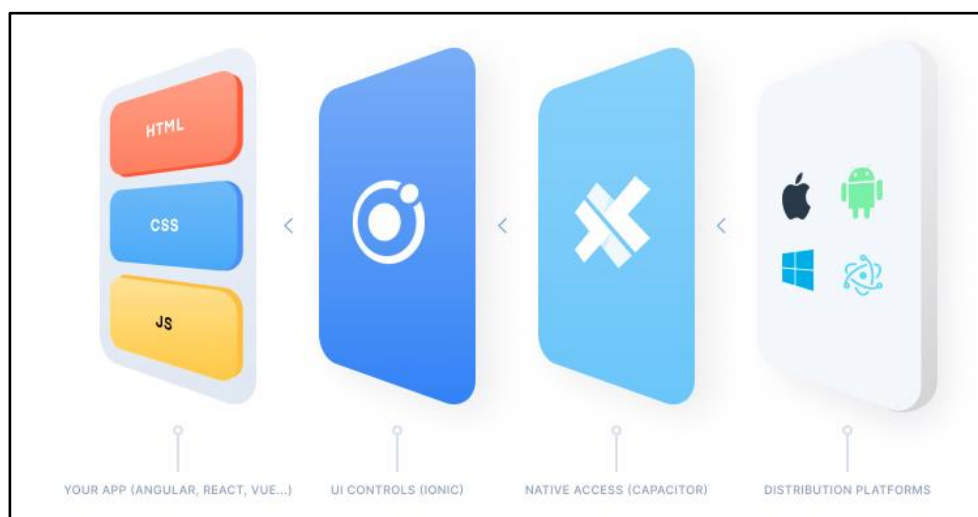 HTML
CSS
JS
YOUR APP (ANGULAR, REACT, VUE...)
UI CONTROLS (IONIC)
NATIVE ACCESS (CAPACITOR)
DISTRIBUTION PLATFORMS